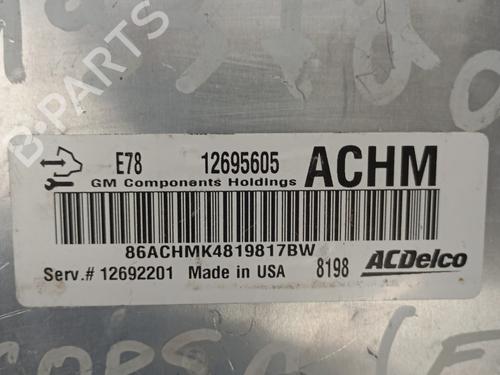 B-PARTS
E78 12695605 ACHM
GM Components Holdings
86ACHMK4819817BW
Serv.# 12692201 Made in USA 8198 ACDelco